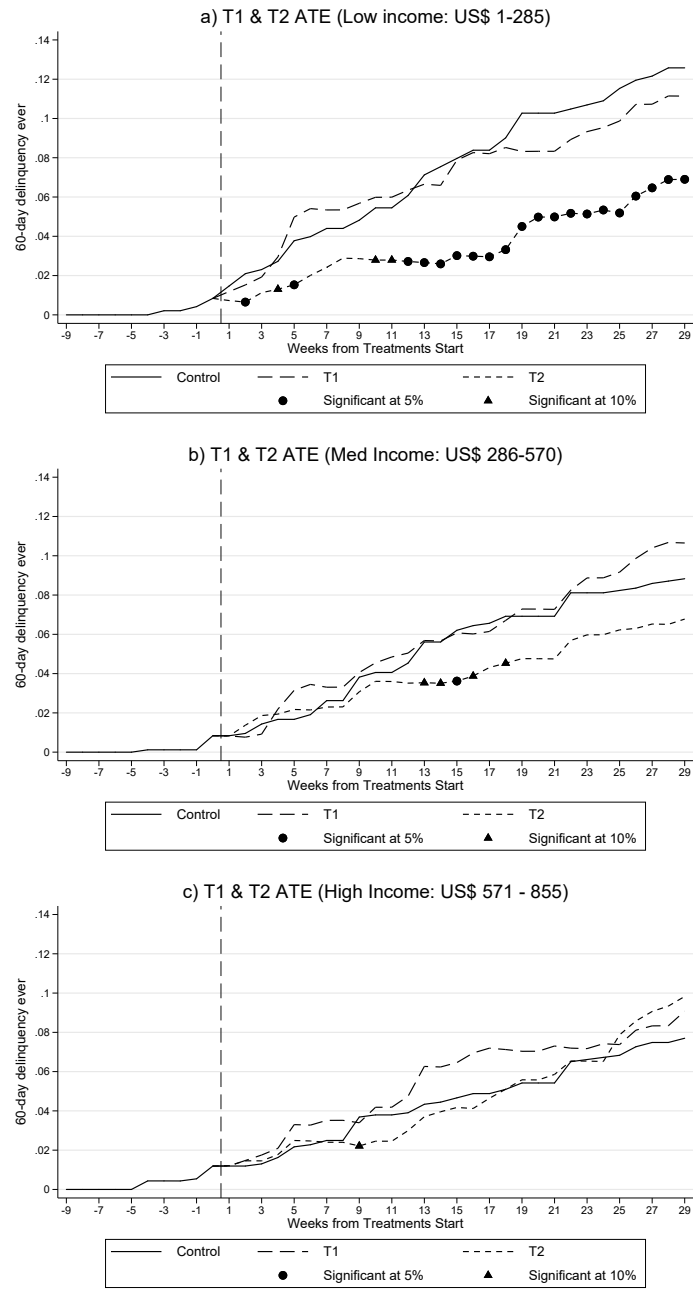 a) T1 & T2 ATE (Low income: US$ 1-285)
.14
.12
.1
.08
.06
.04
.02
0
60-day delinquency ever
-9 -7 -5 -3 -1 1 3 5 7 9 11 13 15 17 19 21 23 25 27 29
Weeks from Treatments Start
Control T1 T2
Significant at 5% Significant at 10%
b) T1 & T2 ATE (Med Income: US$ 286-570)
.14
.12
.1
.08
.06
.04
.02
0
60-day delinquency ever
-9 -7 -5 -3 -1 1 3 5 7 9 11 13 15 17 19 21 23 25 27 29
Weeks from Treatments Start
Control T1 T2
Significant at 5% Significant at 10%
c) T1 & T2 ATE (High Income: US$ 571 - 855)
.14
.12
.1
.08
.06
.04
.02
0
60-day delinquency ever
-9 -7 -5 -3 -1 1 3 5 7 9 11 13 15 17 19 21 23 25 27 29
Weeks from Treatments Start
Control T1 T2
Significant at 5% Significant at 10%